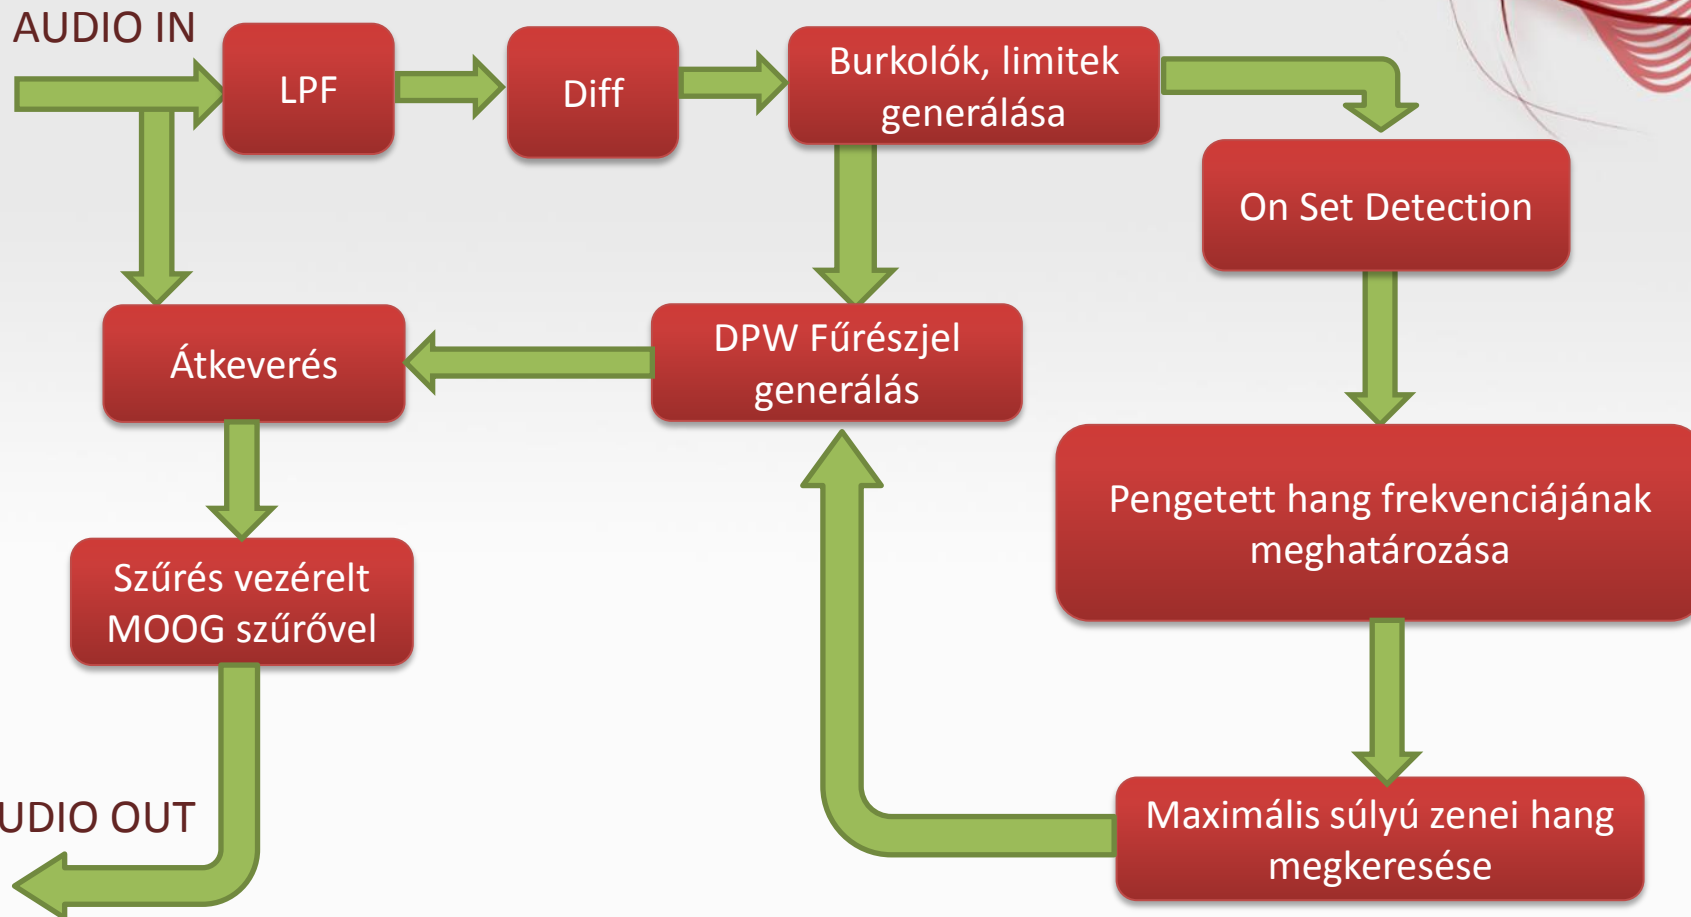 AUDIO IN
LPF
Diff
Burkolók, limitek
generálása
On Set Detection
Átkeverés
DPW Fűrészjel
generálás
Pengetett hang frekvenciájának
meghatározása
Szűrés vezérelt
MOOG szűrővel
Maximális súlyú zenei hang
megkeresése
UDIO OUT